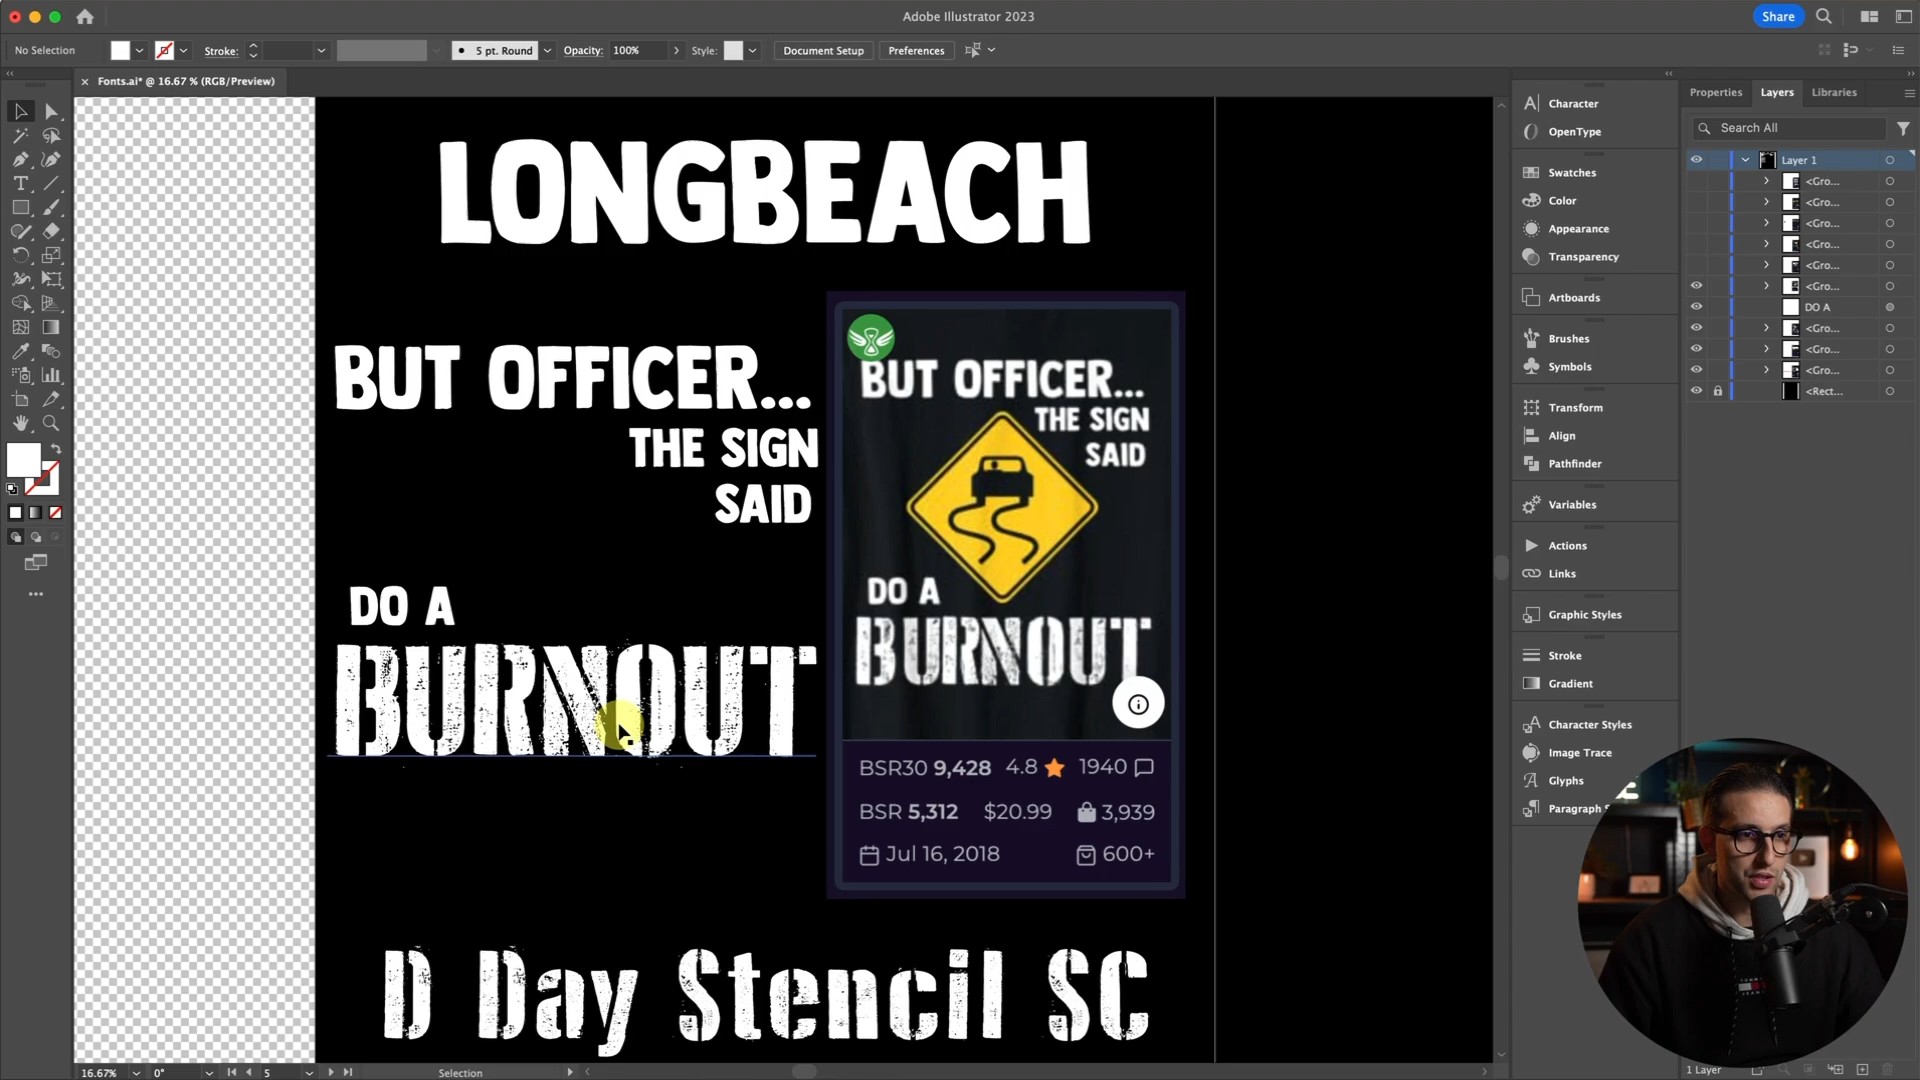 Adobe Illustrator 2023
Share
No Selection
Stroke:
5 pt. Round
Opacity:
100%
Style:
Document Setup
Preferences
Fonts.ai* @ 16.67 % (RGB/Preview)
LONGBEACH
BUT OFFICER...
THE SIGN
SAID
DO A
BURNOUT
BUT OFFICER...
THE SIGN
SAID
DO A
BURNOUT
BSR30 9,428 4.8 1940
BSR 5,312 $20.99 3,939
Jul 16, 2018 600+
D Day Stencil SC
Character
OpenType
Swatches
Color
Appearance
Transparency
Artboards
Brushes
Symbols
Transform
Align
Pathfinder
Variables
Actions
Links
Graphic Styles
Stroke
Gradient
Character Styles
Image Trace
Glyphs
Paragraph S
Properties
Layers
Libraries
Search All
Layer 1
<Gro...
<Gro...
<Gro...
<Gro...
<Gro...
<Gro...
DO A
<Gro...
<Gro...
<Gro...
<Rect...
16.67%
0°
5
Selection
1 Layer